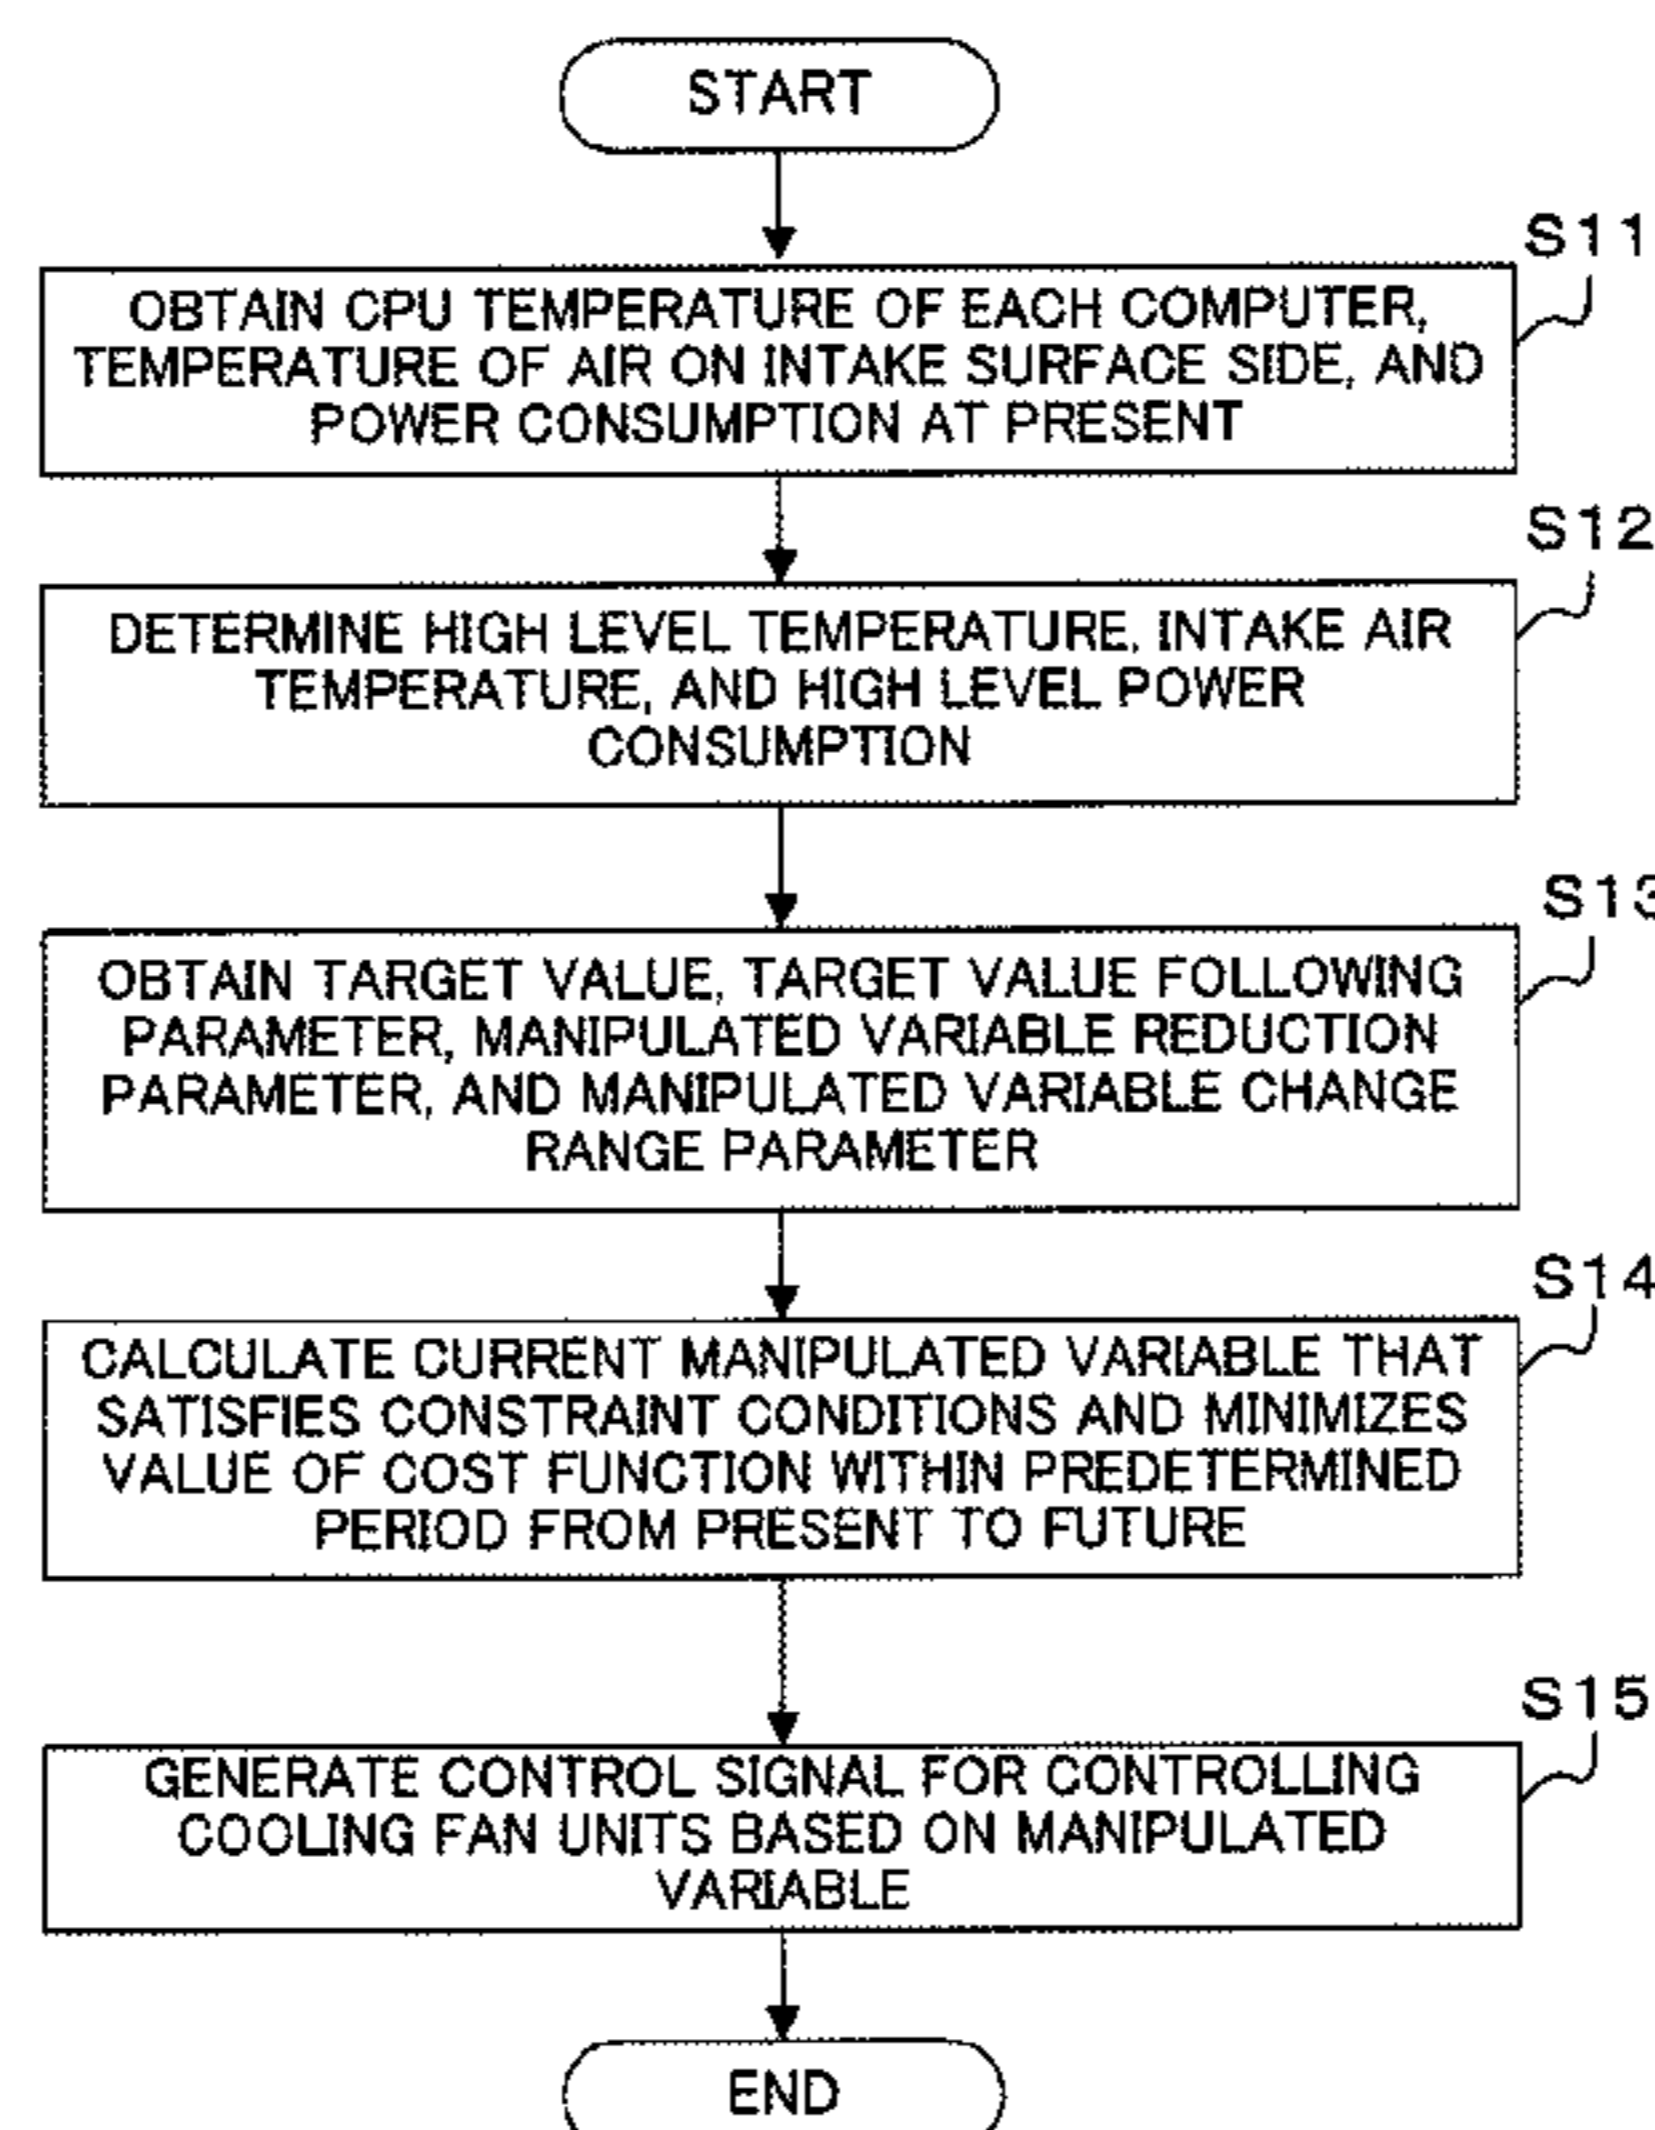 START
S11
OBTAIN CPU TEMPERATURE OF EACH COMPUTER,
TEMPERATURE OF AIR ON INTAKE SURFACE SIDE, AND
POWER CONSUMPTION AT PRESENT
S12
DETERMINE HIGH LEVEL TEMPERATURE, INTAKE AIR
TEMPERATURE, AND HIGH LEVEL POWER
CONSUMPTION
S13
OBTAIN TARGET VALUE, TARGET VALUE FOLLOWING
PARAMETER, MANIPULATED VARIABLE REDUCTION
PARAMETER, AND MANIPULATED VARIABLE CHANGE
RANGE PARAMETER
S14
CALCULATE CURRENT MANIPULATED VARIABLE THAT
SATISFIES CONSTRAINT CONDITIONS AND MINIMIZES
VALUE OF COST FUNCTION WITHIN PREDETERMINED
PERIOD FROM PRESENT TO FUTURE
S15
GENERATE CONTROL SIGNAL FOR CONTROLLING
COOLING FAN UNITS BASED ON MANIPULATED
VARIABLE
END